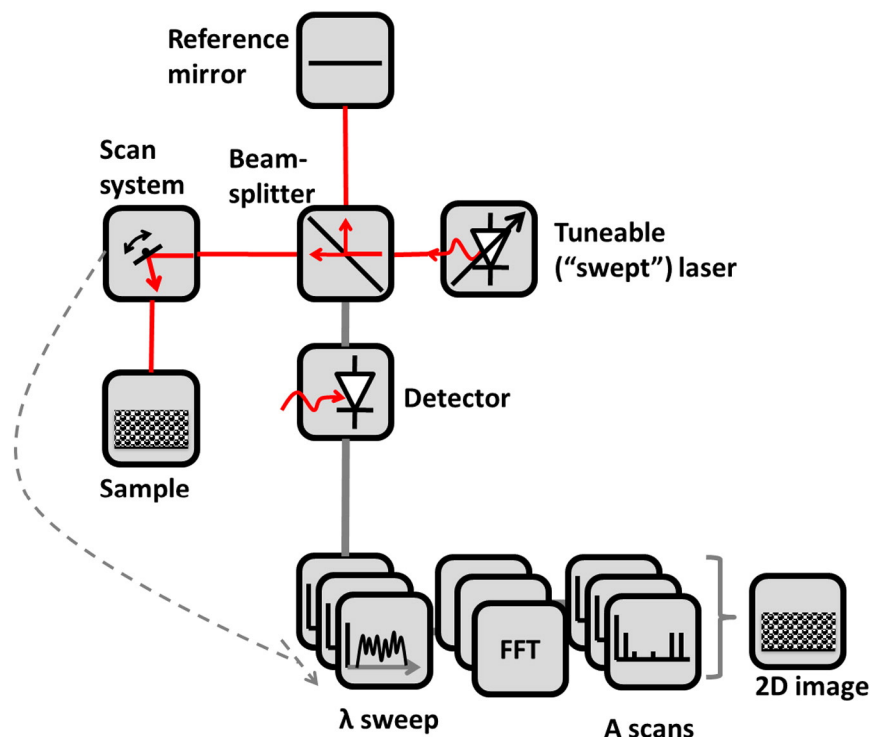 Reference
mirror
Scan
system
Beam-
splitter
Tuneable
(“swept”) laser
Detector
Sample
FFT
λ sweep
A scans
2D image